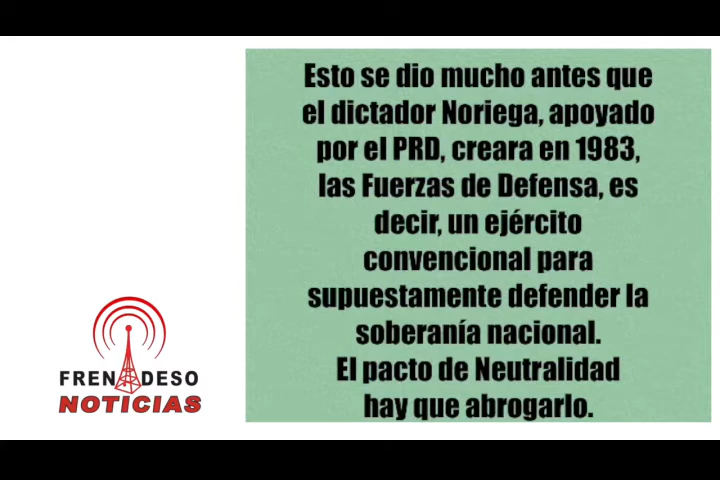 Esto se dio mucho antes que
el dictador Noriega, apoyado
por el PRD, creara en 1983,
las Fuerzas de Defensa, es
decir, un ejército
convencional para
supuestamente defender la
soberanía nacional.
El pacto de Neutralidad
hay que abrogarlo.
FRENADESO
NOTICIAS